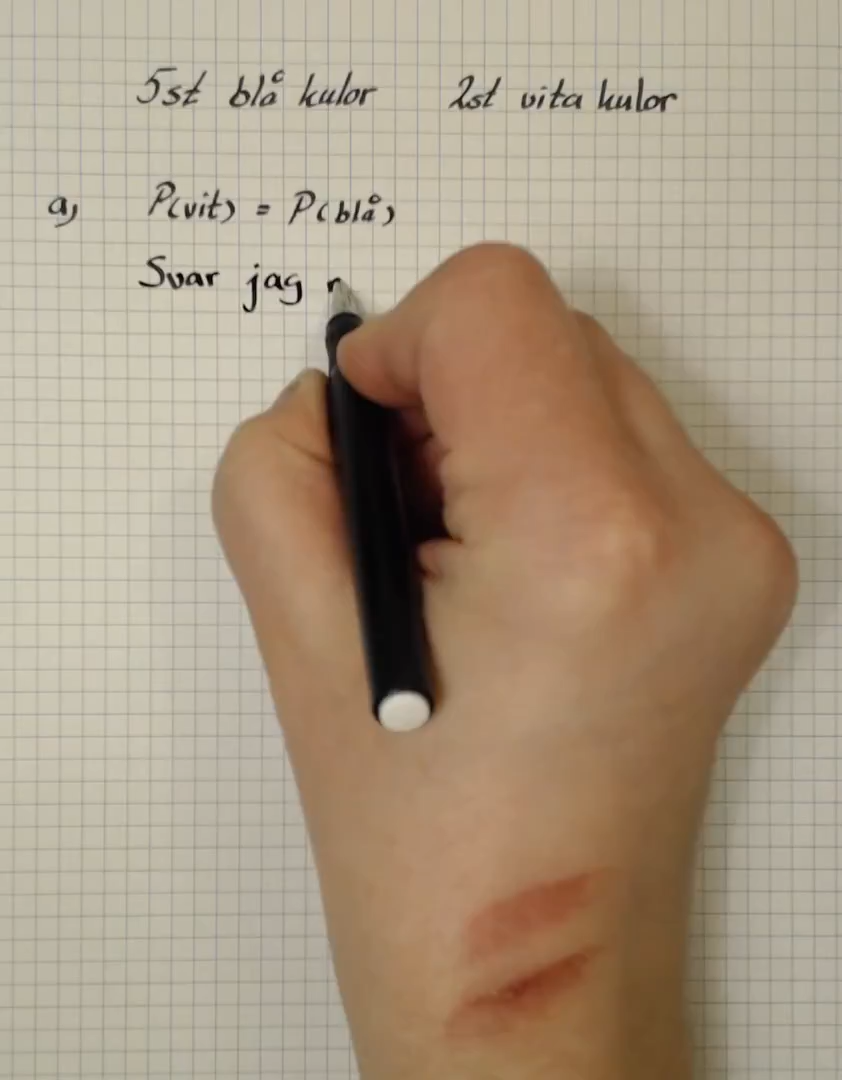 5st blå kulor 2st vita kulor
a) P(vit) = P(blå)
Svar jag